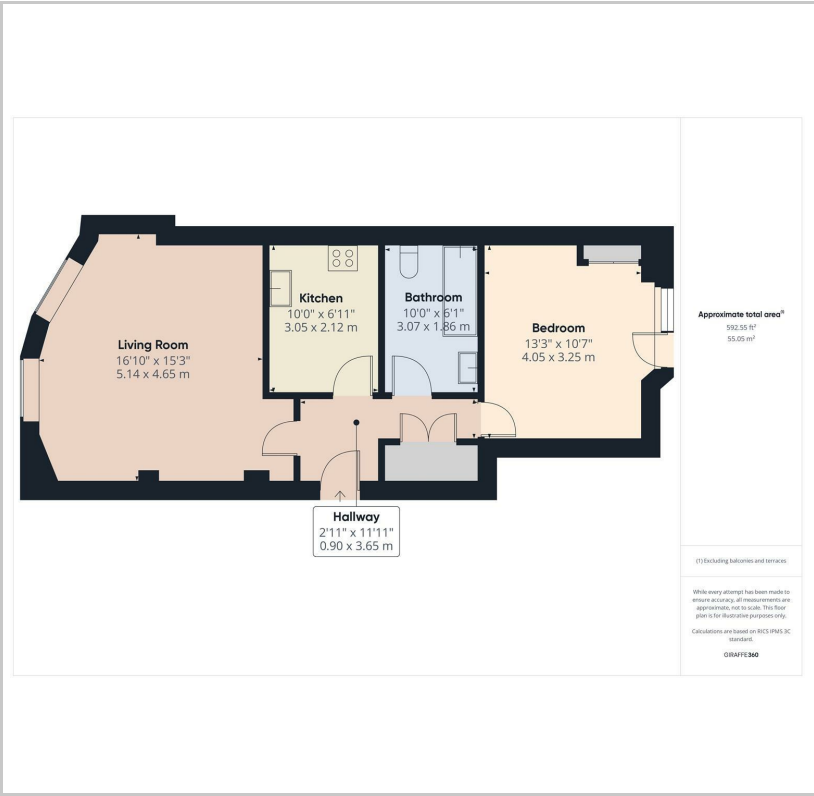 Living Room
16'10" x 15'3"
5.14 x 4.65 m
Kitchen
10'0" x 6'11"
3.05 x 2.12 m
Bathroom
10'0" x 6'1"
3.07 x 1.86 m
Bedroom
13'3" x 10'7"
4.05 x 3.25 m
Hallway
2'11" x 11'11"
0.90 x 3.65 m
Approximate total area⁽¹⁾
592.55 ft²
55.05 m²
(1) Excluding balconies and terraces
While every attempt has been made to
ensure accuracy, all measurements are
approximate, not to scale. This floor
plan is for illustrative purposes only.
Calculations are based on RICS IPMS 3C
standard.
GIRAFFE360